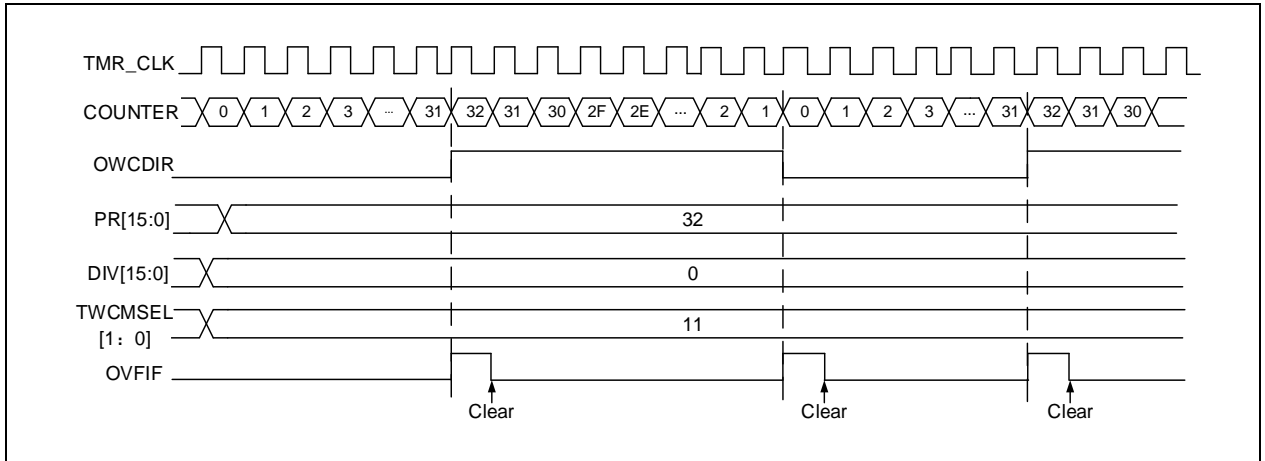 TMR_CLK
COUNTER 0 1 2 3 ... 31 32 31 30 2F 2E ... 2 1 0 1 2 3 ... 31 32 31 30
OWCDIR
PR[15:0] 32
DIV[15:0] 0
TWCMSEL
[1：0] 11
OVFIF
Clear Clear Clear